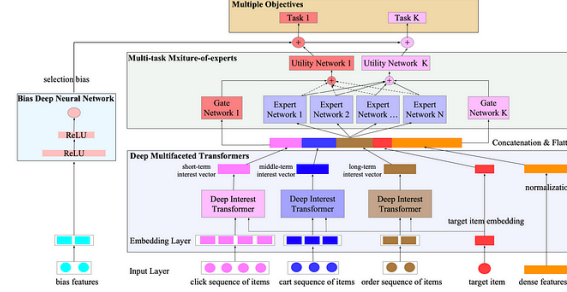 Multiple Objectives
Task 1
Task K
Multi-task Mxiture-of-experts
Utility Network 1
Utility Network K
selection bias
Bias Deep Neural Network
ReLU
ReLU
Gate
Network 1
Expert
Network 1
Expert
Network 2
Expert
Network ...
Expert
Network N
Gate
Network K
Concatenation & Flatt
Deep Multifaceted Transformers
short-term
interest vector
middle-term
interest vector
long-term
interest vector
normalizatio
Deep Interest
Transformer
Deep Interest
Transformer
Deep Interest
Transformer
target item embedding
Embedding Layer
Input Layer
bias features
click sequence of items
cart sequence of items
order sequence of items
target item
dense features